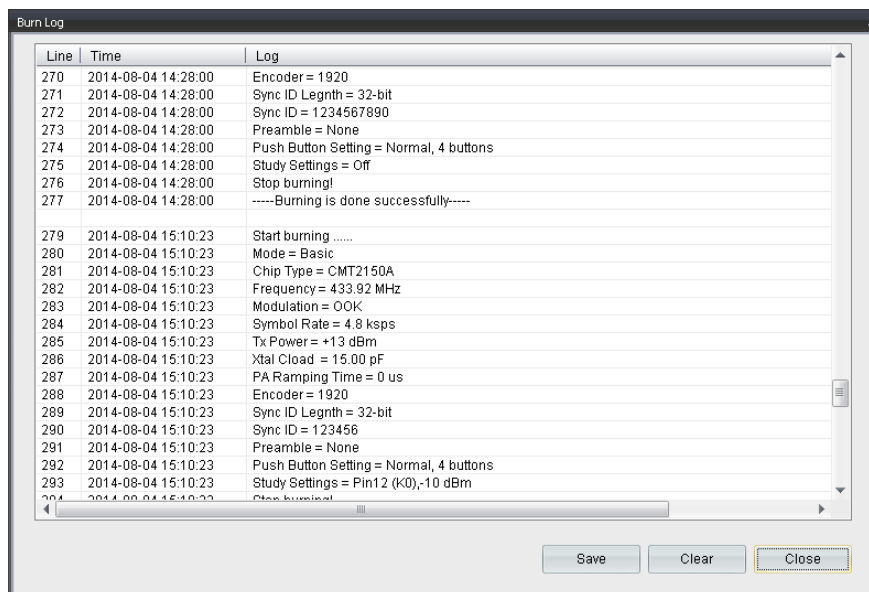 Burn Log
Line Time Log
270 2014-08-04 14:28:00 Encoder = 1920
271 2014-08-04 14:28:00 Sync ID Legnth = 32-bit
272 2014-08-04 14:28:00 Sync ID = 1234567890
273 2014-08-04 14:28:00 Preamble = None
274 2014-08-04 14:28:00 Push Button Setting = Normal, 4 buttons
275 2014-08-04 14:28:00 Study Settings = Off
276 2014-08-04 14:28:00 Stop burning!
277 2014-08-04 14:28:00 -----Burning is done successfully-----
279 2014-08-04 15:10:23 Start burning ......
280 2014-08-04 15:10:23 Mode = Basic
281 2014-08-04 15:10:23 Chip Type = CMT2150A
282 2014-08-04 15:10:23 Frequency = 433.92 MHz
283 2014-08-04 15:10:23 Modulation = OOK
284 2014-08-04 15:10:23 Symbol Rate = 4.8 ksps
285 2014-08-04 15:10:23 Tx Power = +13 dBm
286 2014-08-04 15:10:23 Xtal Cload = 15.00 pF
287 2014-08-04 15:10:23 PA Ramping Time = 0 us
288 2014-08-04 15:10:23 Encoder = 1920
289 2014-08-04 15:10:23 Sync ID Legnth = 32-bit
290 2014-08-04 15:10:23 Sync ID = 123456
291 2014-08-04 15:10:23 Preamble = None
292 2014-08-04 15:10:23 Push Button Setting = Normal, 4 buttons
293 2014-08-04 15:10:23 Study Settings = Pin12 (K0),-10 dBm
294 2014-08-04 15:10:23 Stop burning!
Save Clear Close